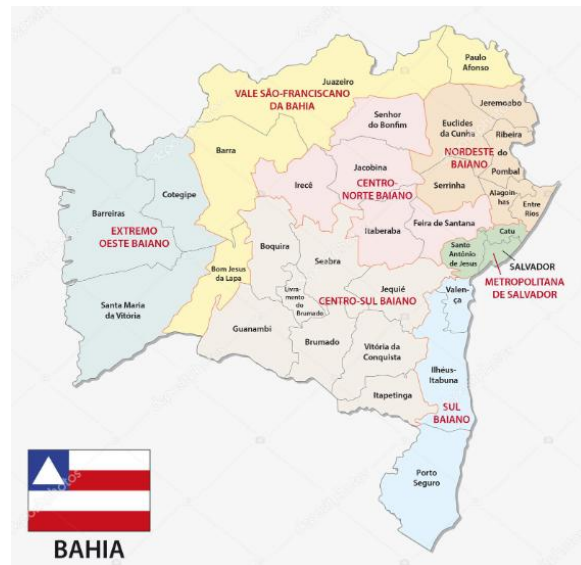 Paulo
Afonso
Juazeiro
VALE SÃO-FRANCISCANO
DA BAHIA
Jeremoabo
Senhor
do Bonfim
Euclides
da Cunha
Ribeira
do
Pombal
NORDESTE
BAIANO
Barra
Jacobina
Cotegipe
Irecê
CENTRO-
NORTE BAIANO
Serrinha
Alagoi-
nhas
Entre
Rios
Barreiras
EXTREMO
OESTE BAIANO
Itaberaba
Feira de Santana
Catu
Boquira
Seabra
Santo
Antônio
de Jesus
SALVADOR
METROPOLITANA
DE SALVADOR
Bom Jesus
da Lapa
Livra-
mento
do
Brumado
Jequié
CENTRO-SUL BAIANO
Valen-
ça
Santa Maria
da Vitória
Guanambi
Brumado
Vitória da
Conquista
Ilhéus-
Itabuna
Itapetinga
SUL
BAIANO
Porto
Seguro
BAHIA